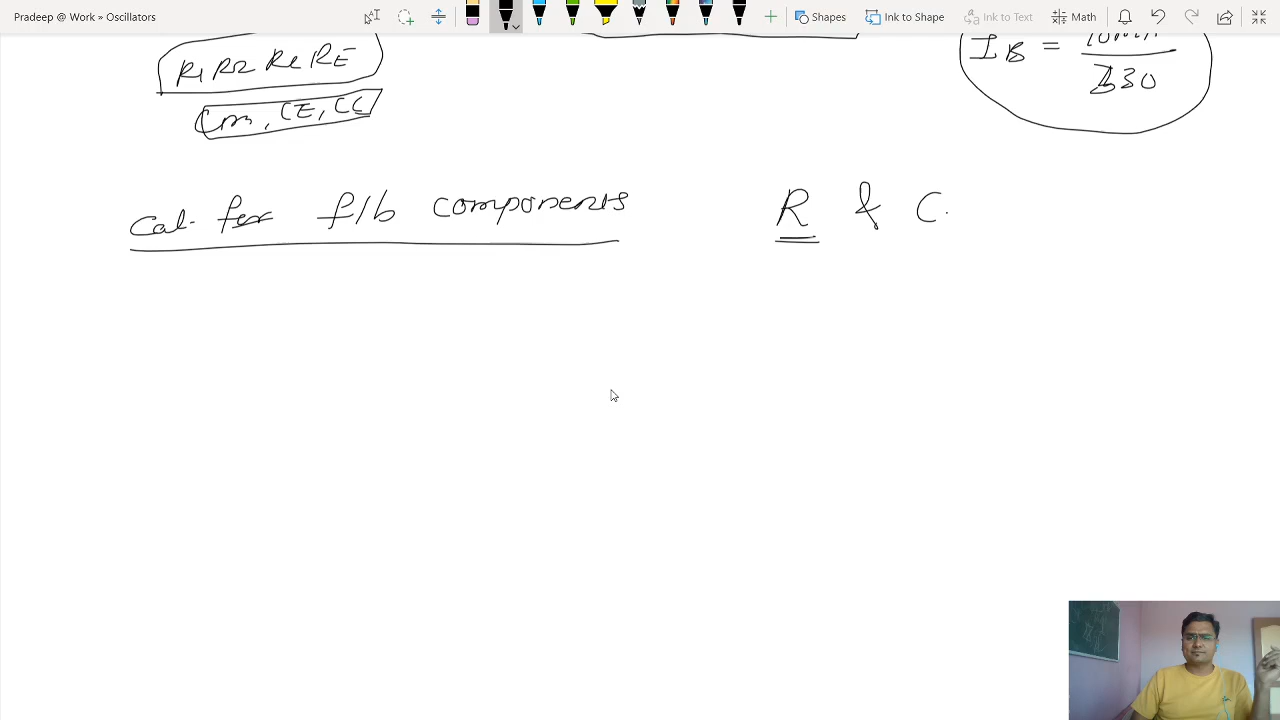 Pradeep @ Work » Oscillators
Shapes
Ink to Shape
Ink to Text
Math
R1 R2 Rc RE
Cin, CE, CC
IB =
330
Cal. for f/b components
R & C.